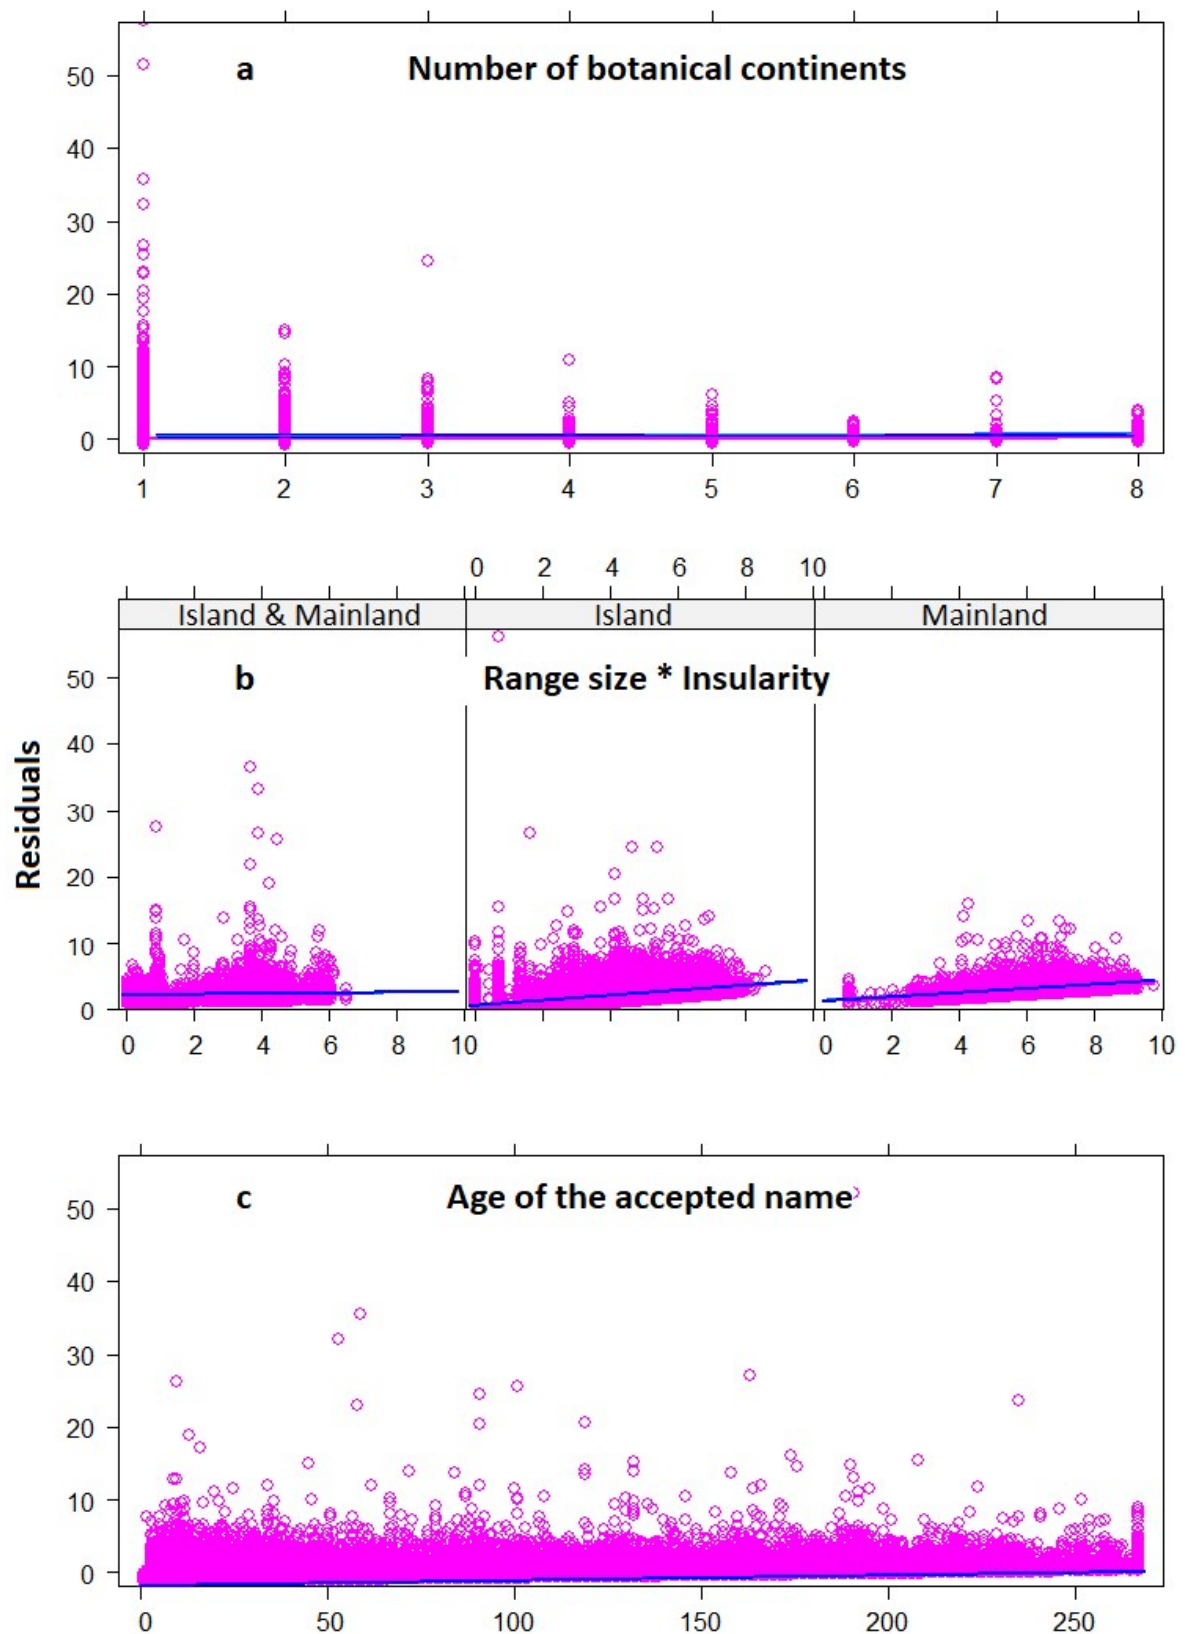 a Number of botanical continents
50
40
30
20
10
0
1 2 3 4 5 6 7 8
0 2 4 6 8 10
Island & Mainland Island Mainland
b Range size * Insularity
50
40
30
20
10
0
Residuals
0 2 4 6 8 10 0 2 4 6 8 10
c Age of the accepted name
50
40
30
20
10
0
0 50 100 150 200 250